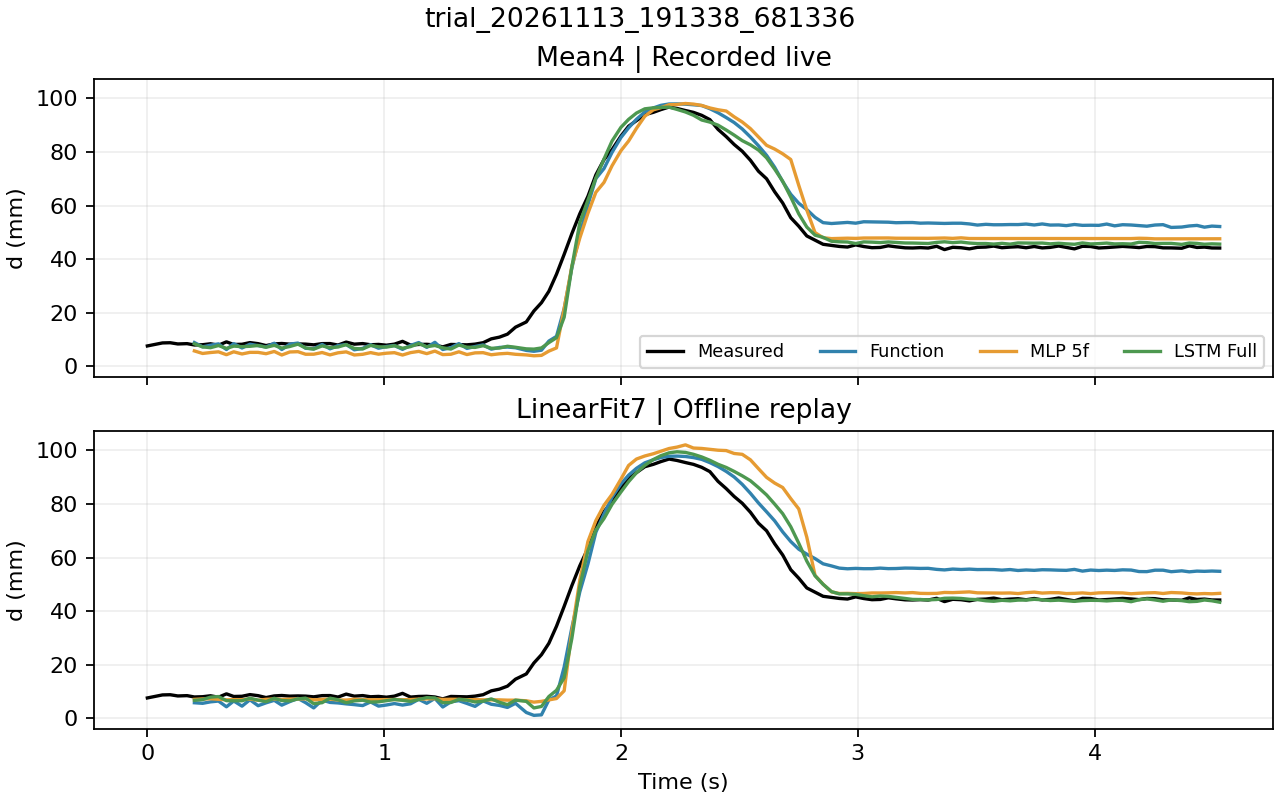 trial_20261113_191338_681336
Mean4 | Recorded live
100
80
60
40
20
0
d (mm)
Measured
Function
MLP 5f
LSTM Full
LinearFit7 | Offline replay
100
80
60
40
20
0
d (mm)
0
1
2
3
4
Time (s)